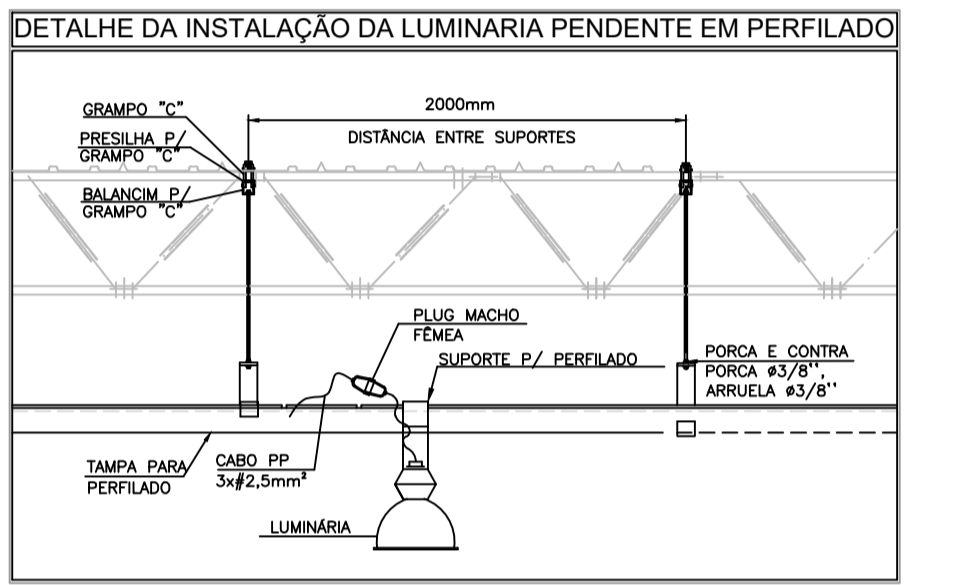 DETALHE DA INSTALAÇÃO DA LUMINARIA PENDENTE EM PERFILADO
GRAMPO "C"
PRESILHA P/
GRAMPO "C"
BALANCIM P/
GRAMPO "C"
2000mm
DISTÂNCIA ENTRE SUPORTES
PLUG MACHO
FÊMEA
SUPORTE P/ PERFILADO
PORCA E CONTRA
PORCA ø3/8'',
ARRUELA ø3/8''
TAMPA PARA
PERFILADO
CABO PP
3x#2,5mm²
LUMINÁRIA